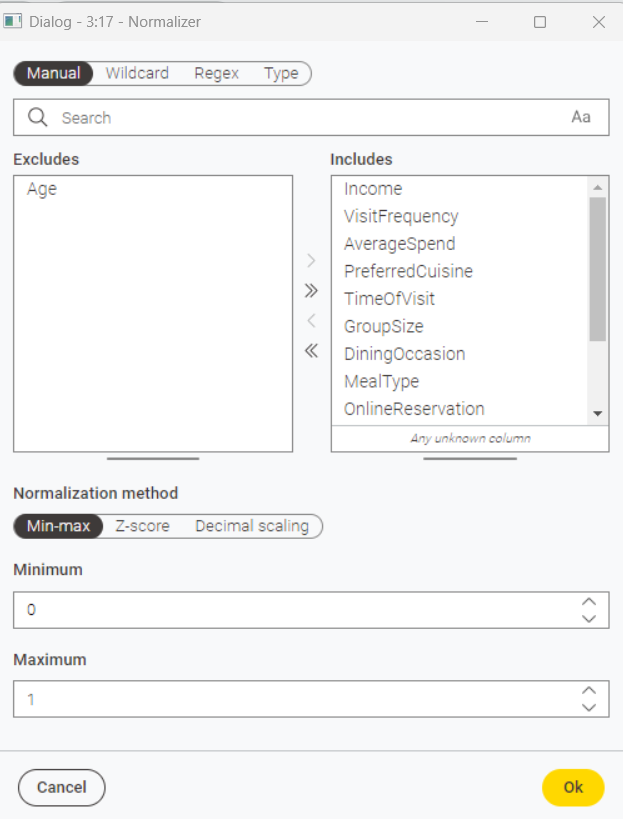 Dialog - 3:17 - Normalizer
Manual Wildcard Regex Type
Search Aa
Excludes
Age
Includes
Income
VisitFrequency
AverageSpend
PreferredCuisine
TimeOfVisit
GroupSize
DiningOccasion
MealType
OnlineReservation
Any unknown column
Normalization method
Min-max Z-score Decimal scaling
Minimum
0
Maximum
1
Cancel Ok